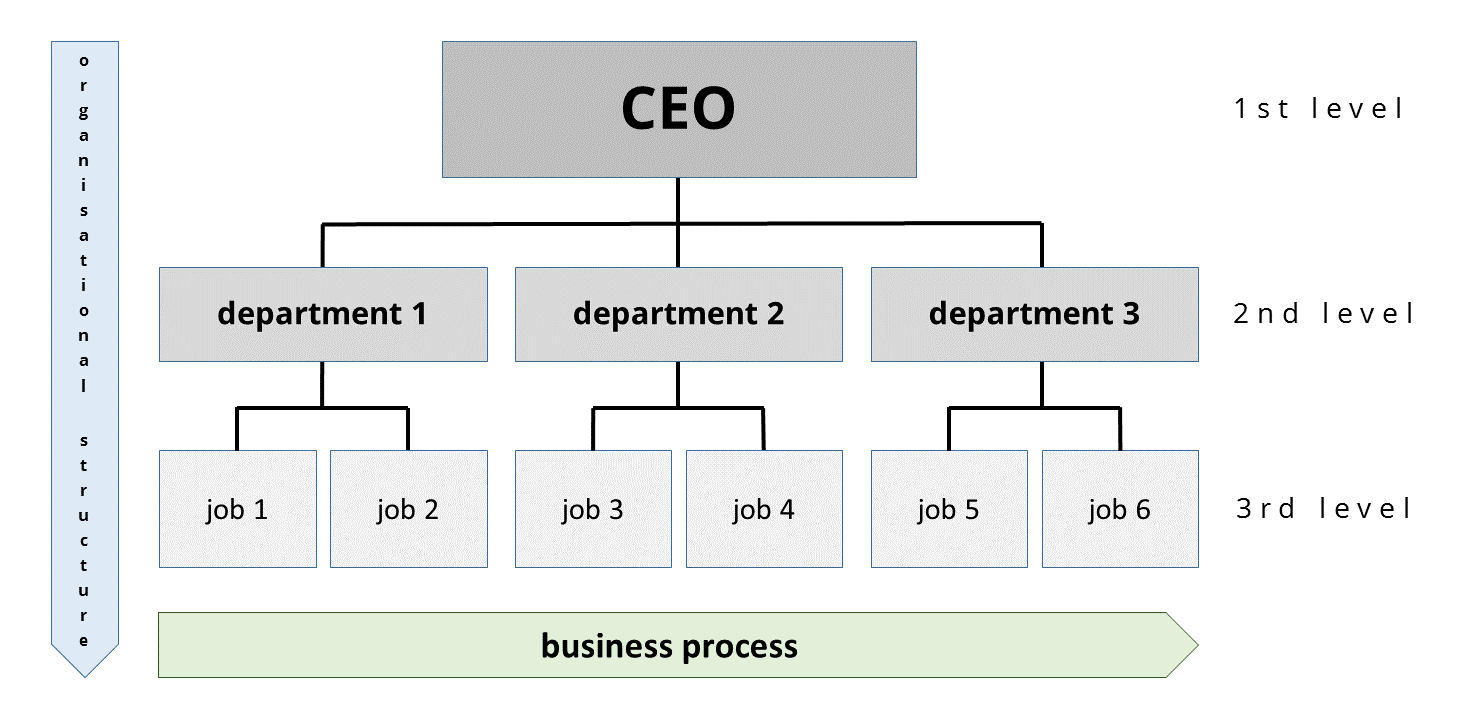 organisational structure
CEO
1st level
department 1
department 2
department 3
2nd level
job 1
job 2
job 3
job 4
job 5
job 6
3rd level
business process